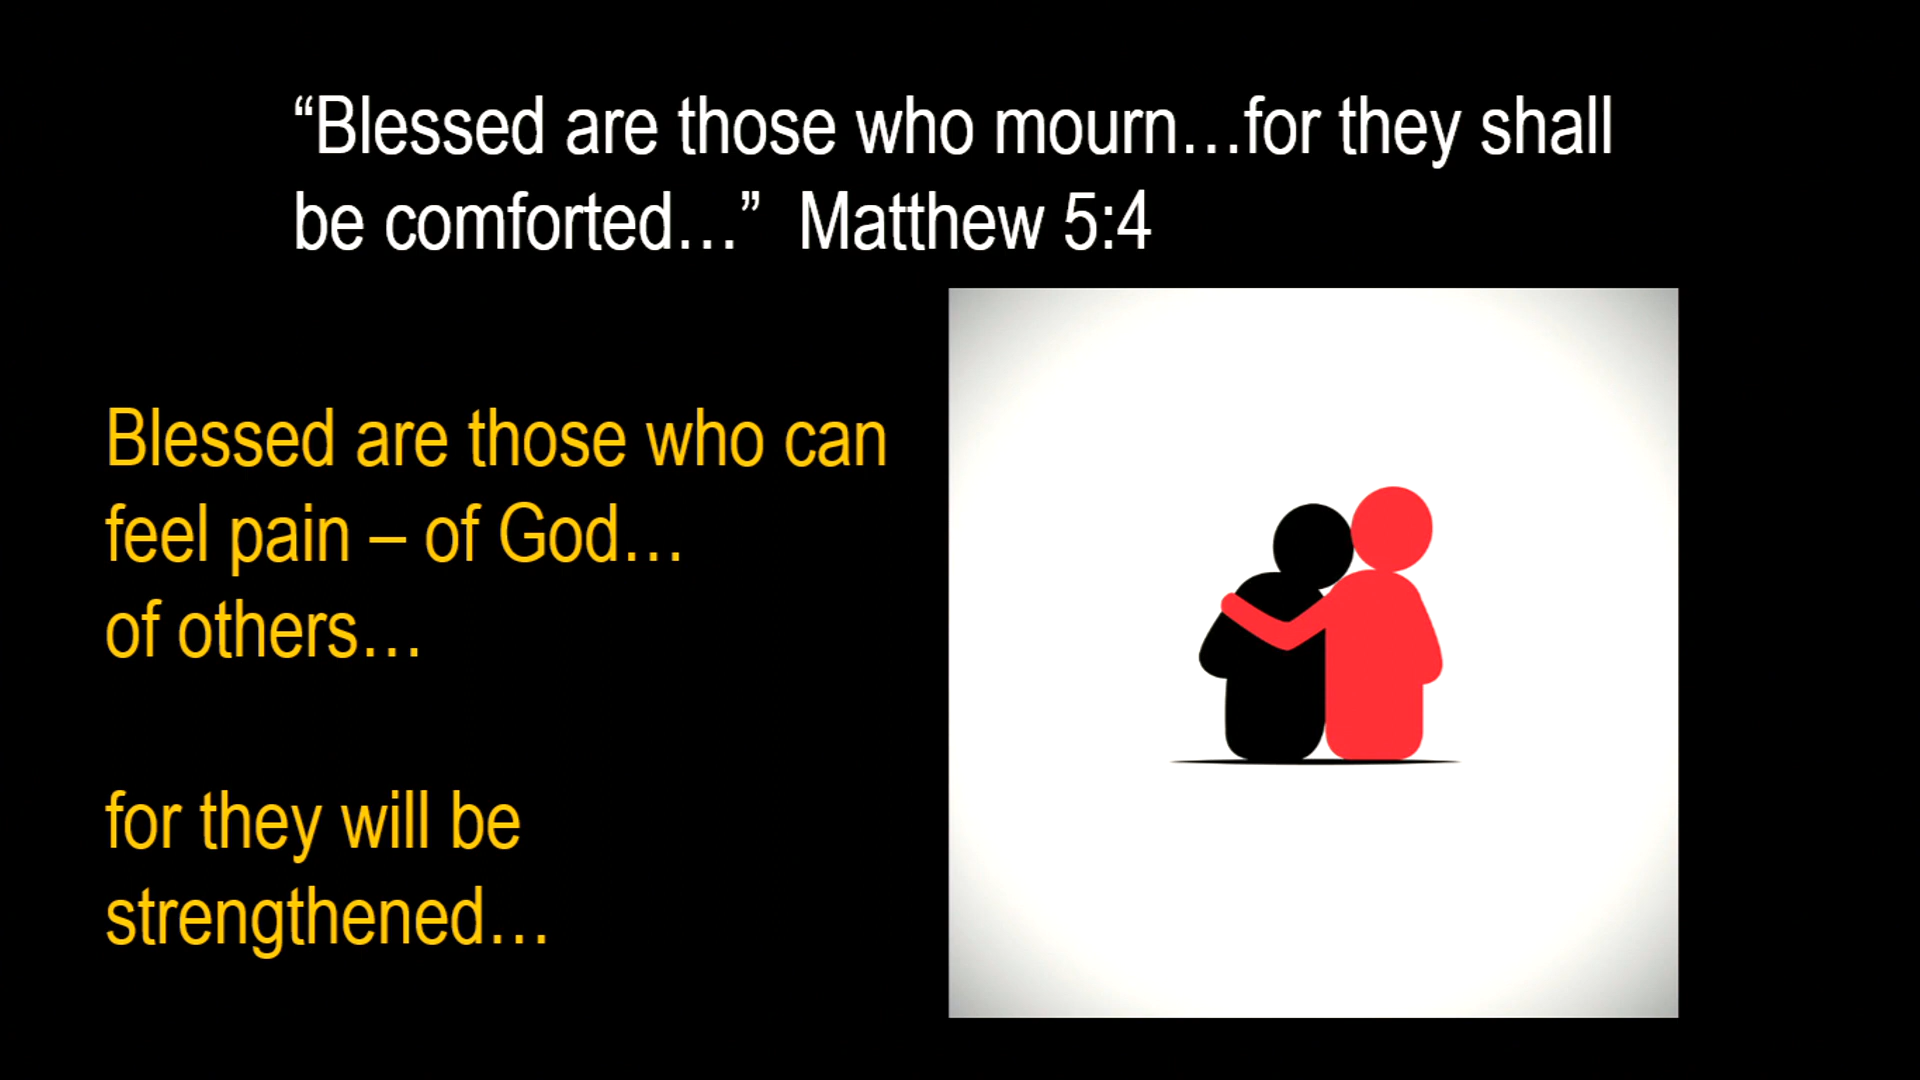 “Blessed are those who mourn…for they shall
be comforted…”  Matthew 5:4
Blessed are those who can
feel pain – of God…
of others…
for they will be
strengthened…